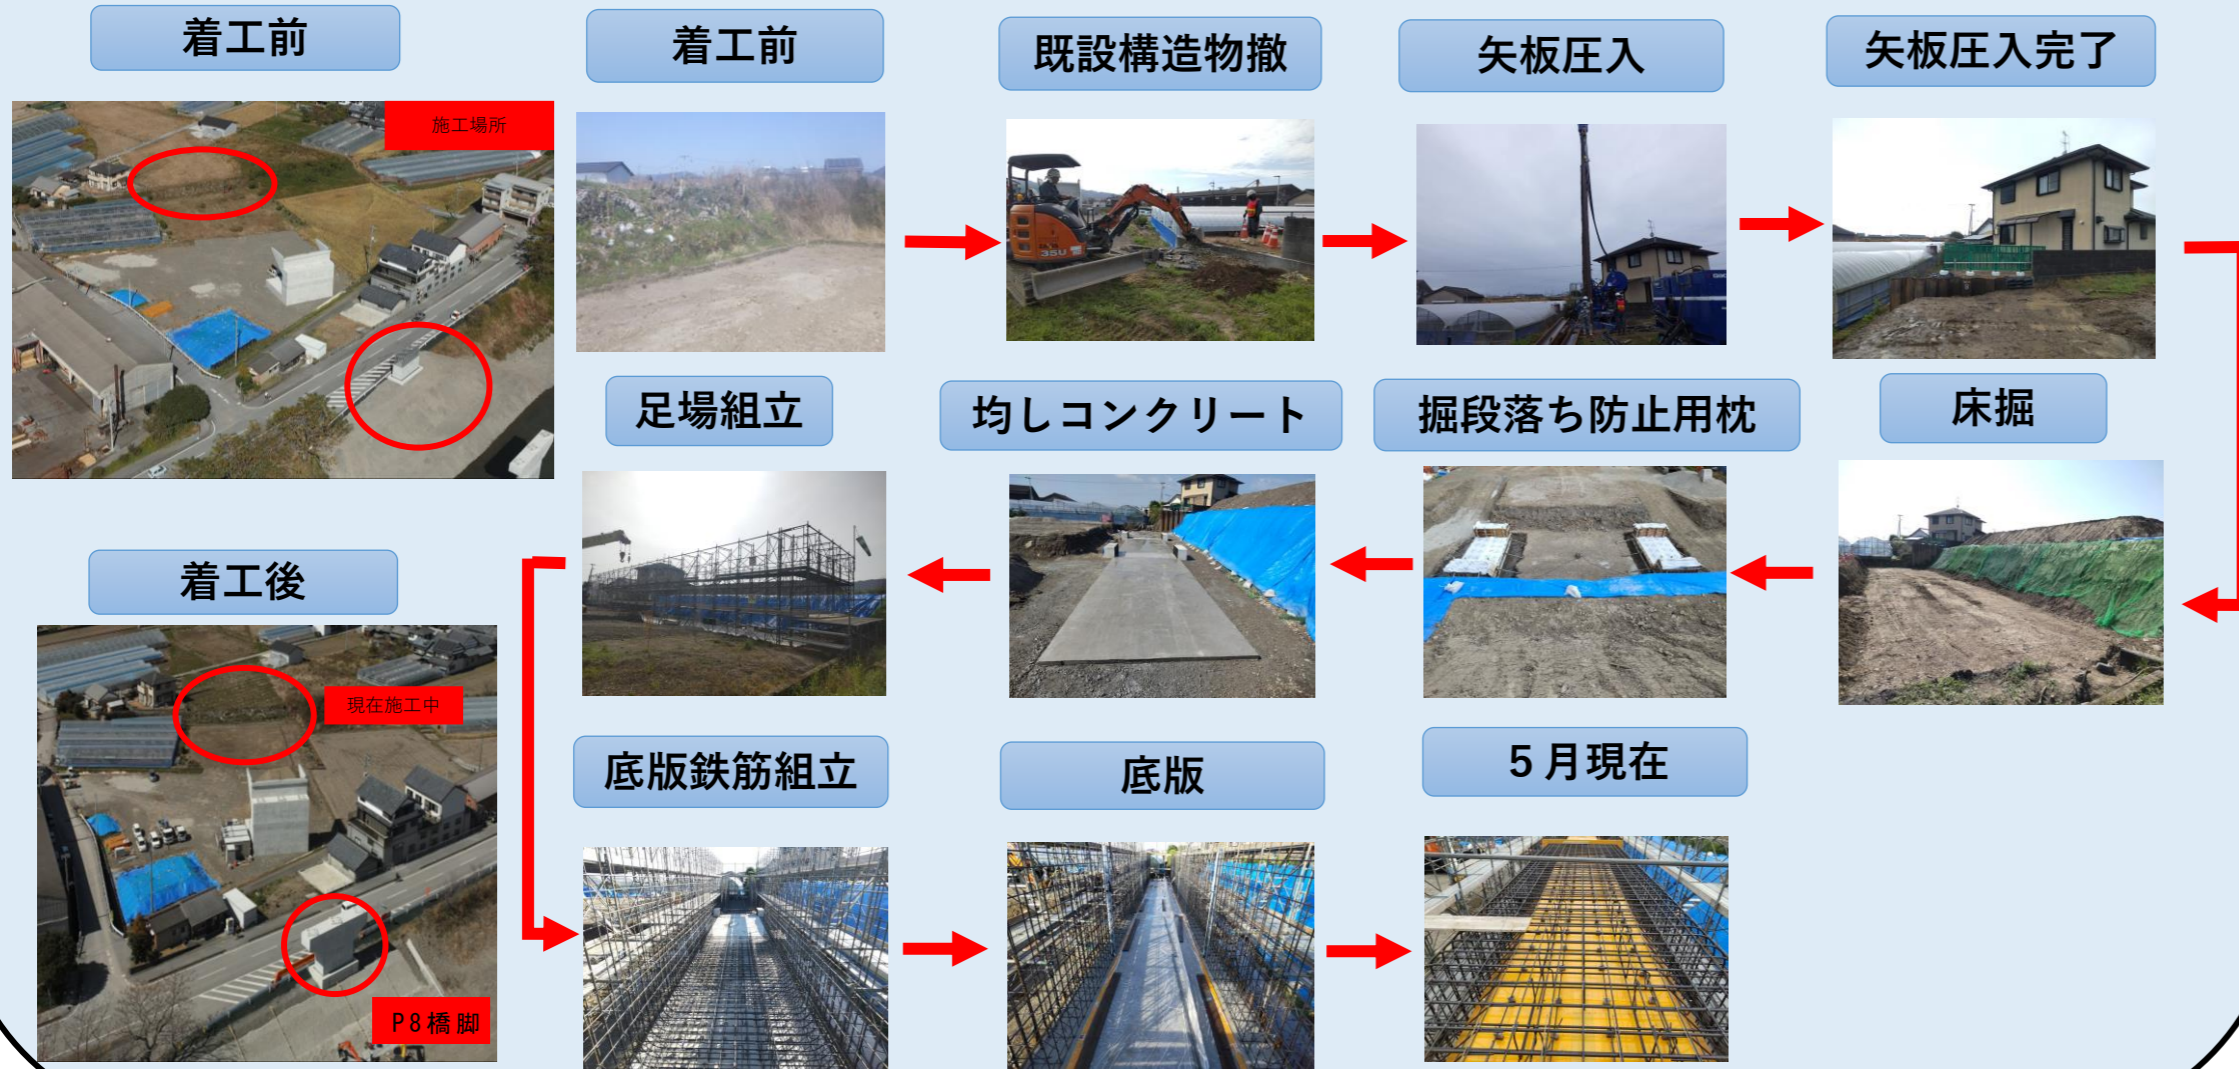 着工前
着工前
既設構造物撤
矢板圧入
矢板圧入完了
施工場所
35U
足場組立
均しコンクリート
掘段落ち防止用枕
床掘
着工後
現在施工中
P8橋脚
底版鉄筋組立
底版
5月現在